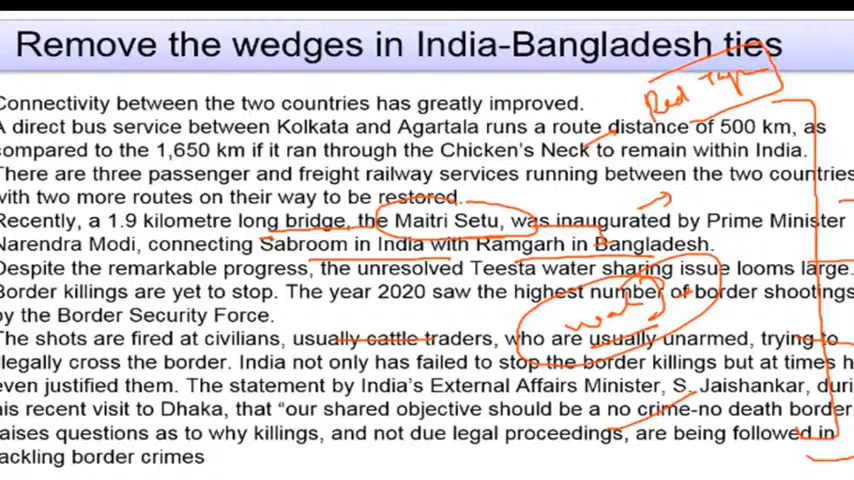 Remove the wedges in India-Bangladesh ties
Red Tape
Connectivity between the two countries has greatly improved.
A direct bus service between Kolkata and Agartala runs a route distance of 500 km, as
compared to the 1,650 km if it ran through the Chicken's Neck to remain within India.
There are three passenger and freight railway services running between the two countries
with two more routes on their way to be restored.
Recently, a 1.9 kilometre long bridge, the Maitri Setu, was inaugurated by Prime Minister
Narendra Modi, connecting Sabroom in India with Ramgarh in Bangladesh.
Despite the remarkable progress, the unresolved Teesta water sharing issue looms large.
Border killings are yet to stop. The year 2020 saw the highest number of border shootings
by the Border Security Force.
The shots are fired at civilians, usually cattle traders, who are usually unarmed, trying to
illegally cross the border. India not only has failed to stop the border killings but at times h
even justified them. The statement by India's External Affairs Minister, S. Jaishankar, duri
his recent visit to Dhaka, that "our shared objective should be a no crime-no death border
raises questions as to why killings, and not due legal proceedings, are being followed in
tackling border crimes